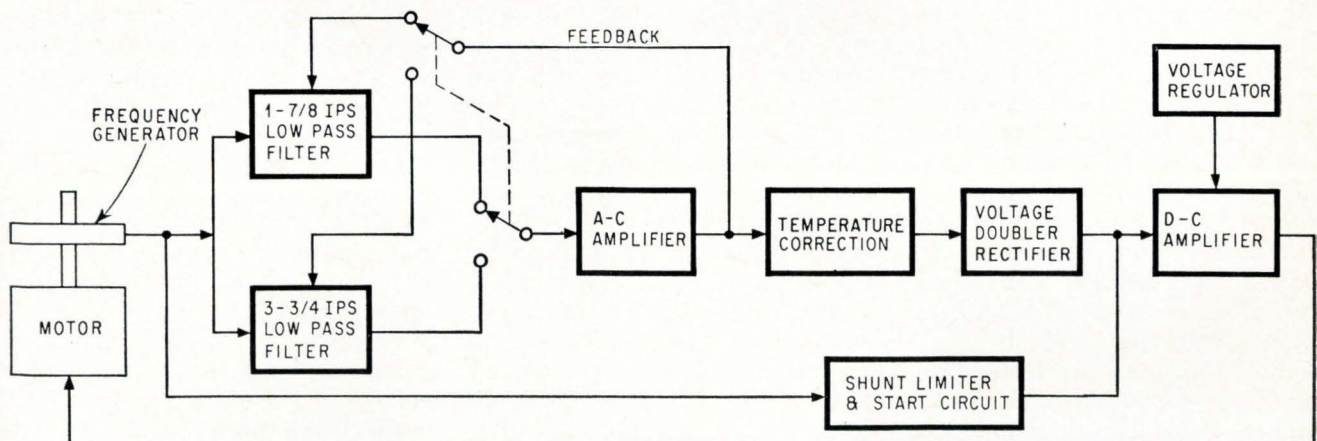 FEEDBACK
VOLTAGE
REGULATOR
FREQUENCY
GENERATOR
1-7/8 IPS
LOW PASS
FILTER
A-C
AMPLIFIER
TEMPERATURE
CORRECTION
VOLTAGE
DOUBLER
RECTIFIER
D-C
AMPLIFIER
MOTOR
3-3/4 IPS
LOW PASS
FILTER
SHUNT LIMITER
& START CIRCUIT